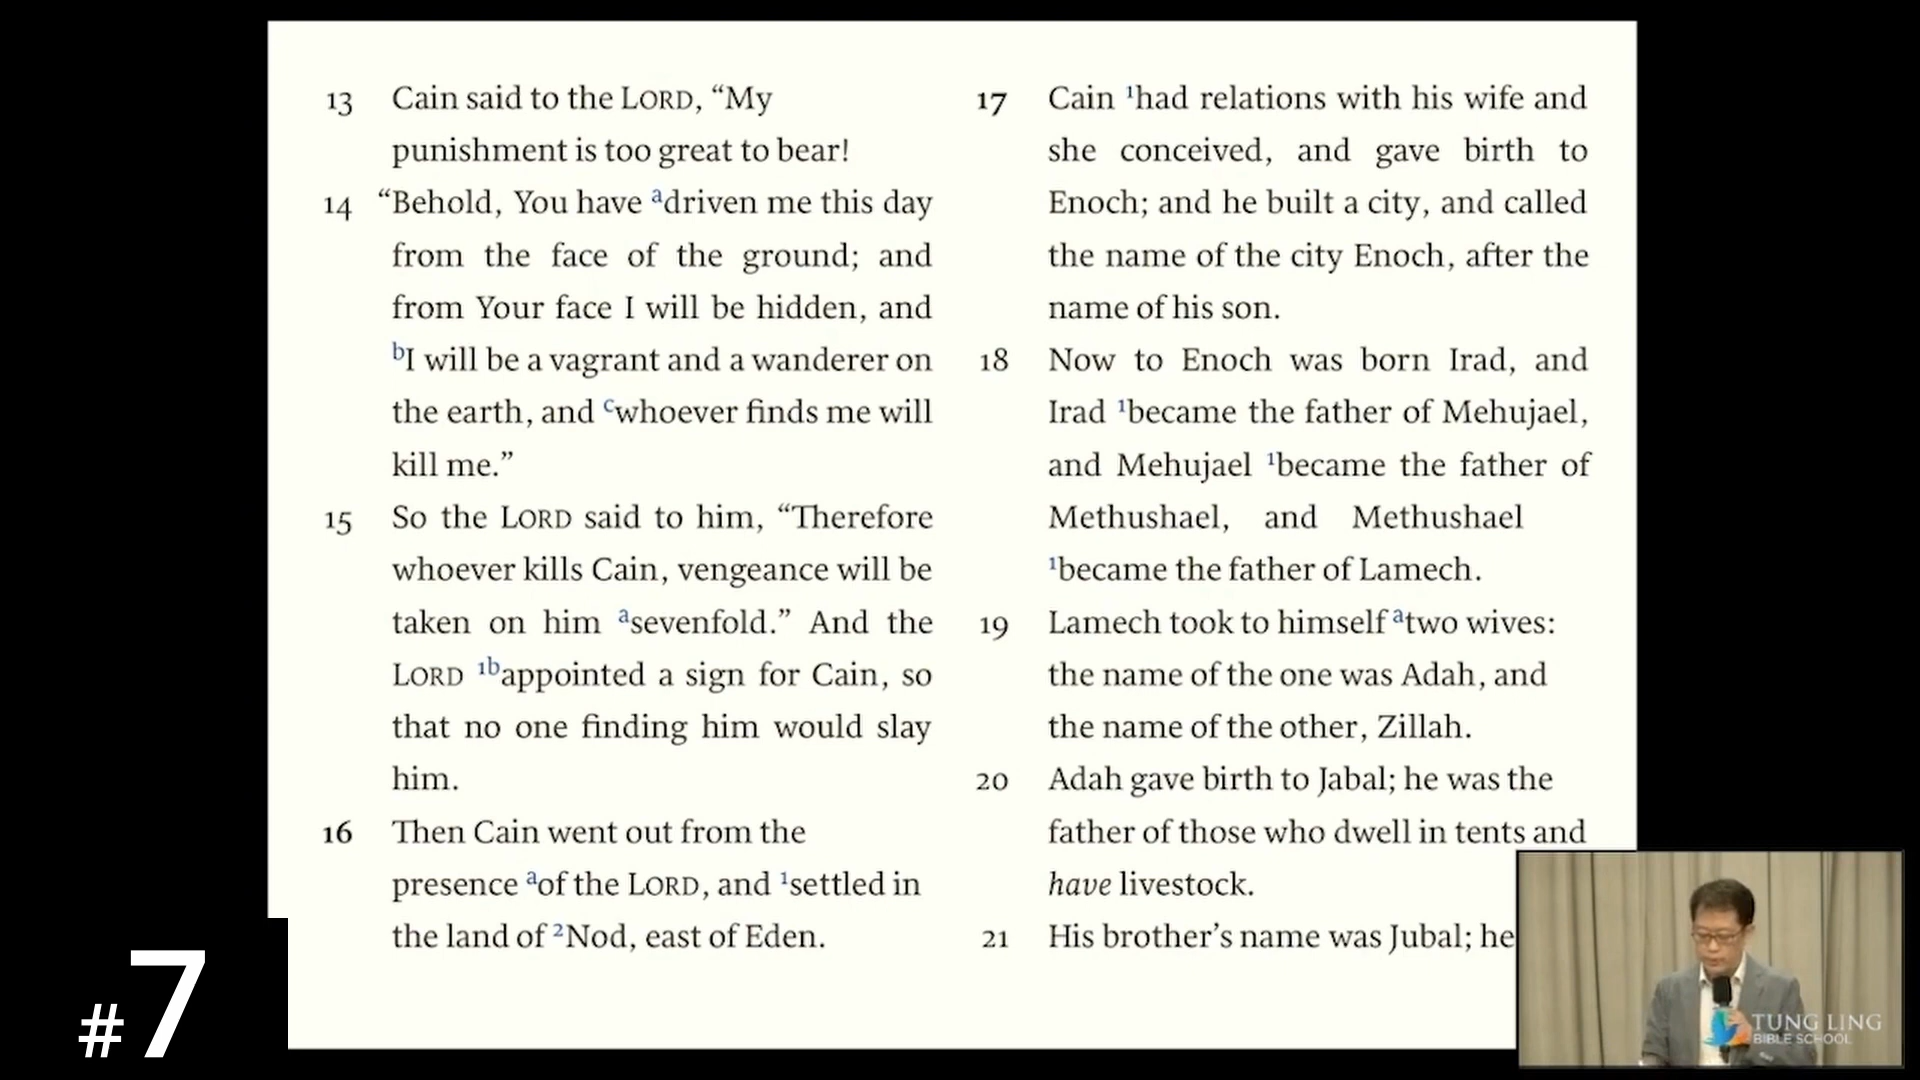 13 Cain said to the LORD, “My
punishment is too great to bear!
14 “Behold, You have ᵃdriven me this day
from the face of the ground; and
from Your face I will be hidden, and
ᵇI will be a vagrant and a wanderer on
the earth, and ᶜwhoever finds me will
kill me.”
15 So the LORD said to him, “Therefore
whoever kills Cain, vengeance will be
taken on him ᵃsevenfold.” And the
LORD ¹ᵇappointed a sign for Cain, so
that no one finding him would slay
him.
16 Then Cain went out from the
presence ᵃof the LORD, and ¹settled in
the land of ²Nod, east of Eden.
17 Cain ¹had relations with his wife and
she conceived, and gave birth to
Enoch; and he built a city, and called
the name of the city Enoch, after the
name of his son.
18 Now to Enoch was born Irad, and
Irad ¹became the father of Mehujael,
and Mehujael ¹became the father of
Methushael, and Methushael
¹became the father of Lamech.
19 Lamech took to himself ᵃtwo wives:
the name of the one was Adah, and
the name of the other, Zillah.
20 Adah gave birth to Jabal; he was the
father of those who dwell in tents and
have livestock.
21 His brother’s name was Jubal; he
#7
TUNG LING
BIBLE SCHOOL